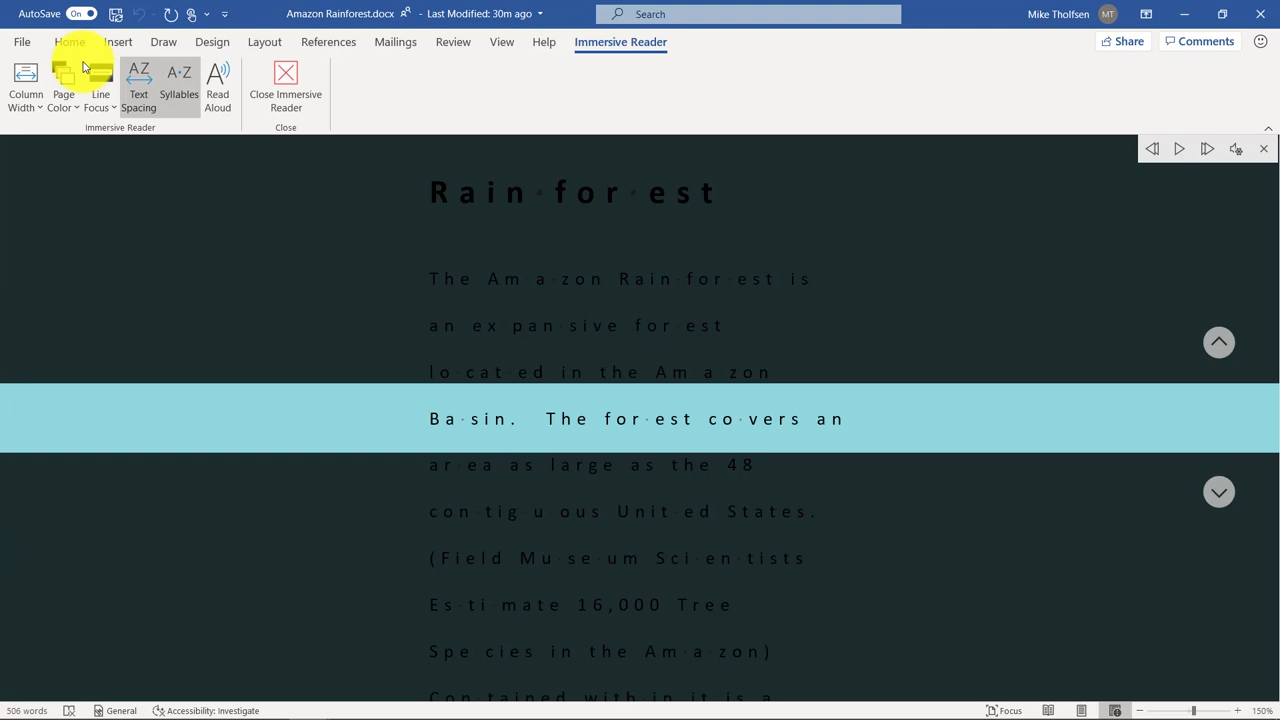 AutoSave On Amazon Rainforest.docx - Last Modified: 30m ago Search Mike Tholfsen MT
File Home Insert Draw Design Layout References Mailings Review View Help Immersive Reader Share Comments
Column Width Page Color Line Focus Text Spacing Syllables Read Aloud Close Immersive Reader
Immersive Reader Close
Rain·for·est
The Am·a·zon Rain·for·est is
an ex·pan·sive for·est
lo·cat·ed in the Am·a·zon
Ba·sin. The for·est co·vers an
ar·ea as large as the 48
con·tig·u·ous Unit·ed States.
(Field Mu·se·um Sci·en·tists
Es·ti·mate 16,000 Tree
Spe·cies in the Am·a·zon)
Con·tained with·in it is a
506 words General Accessibility: Investigate Focus 150%